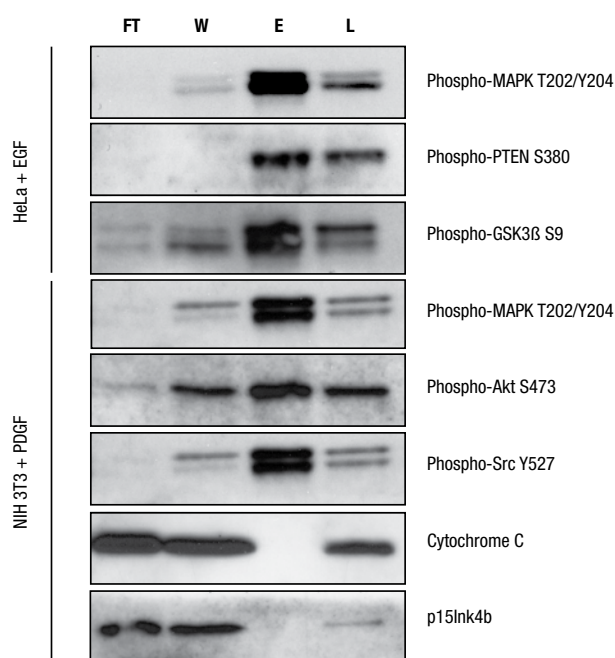 FT W E L
HeLa + EGF
Phospho-MAPK T202/Y204
Phospho-PTEN S380
Phospho-GSK3ß S9
NIH 3T3 + PDGF
Phospho-MAPK T202/Y204
Phospho-Akt S473
Phospho-Src Y527
Cytochrome C
p15Ink4b